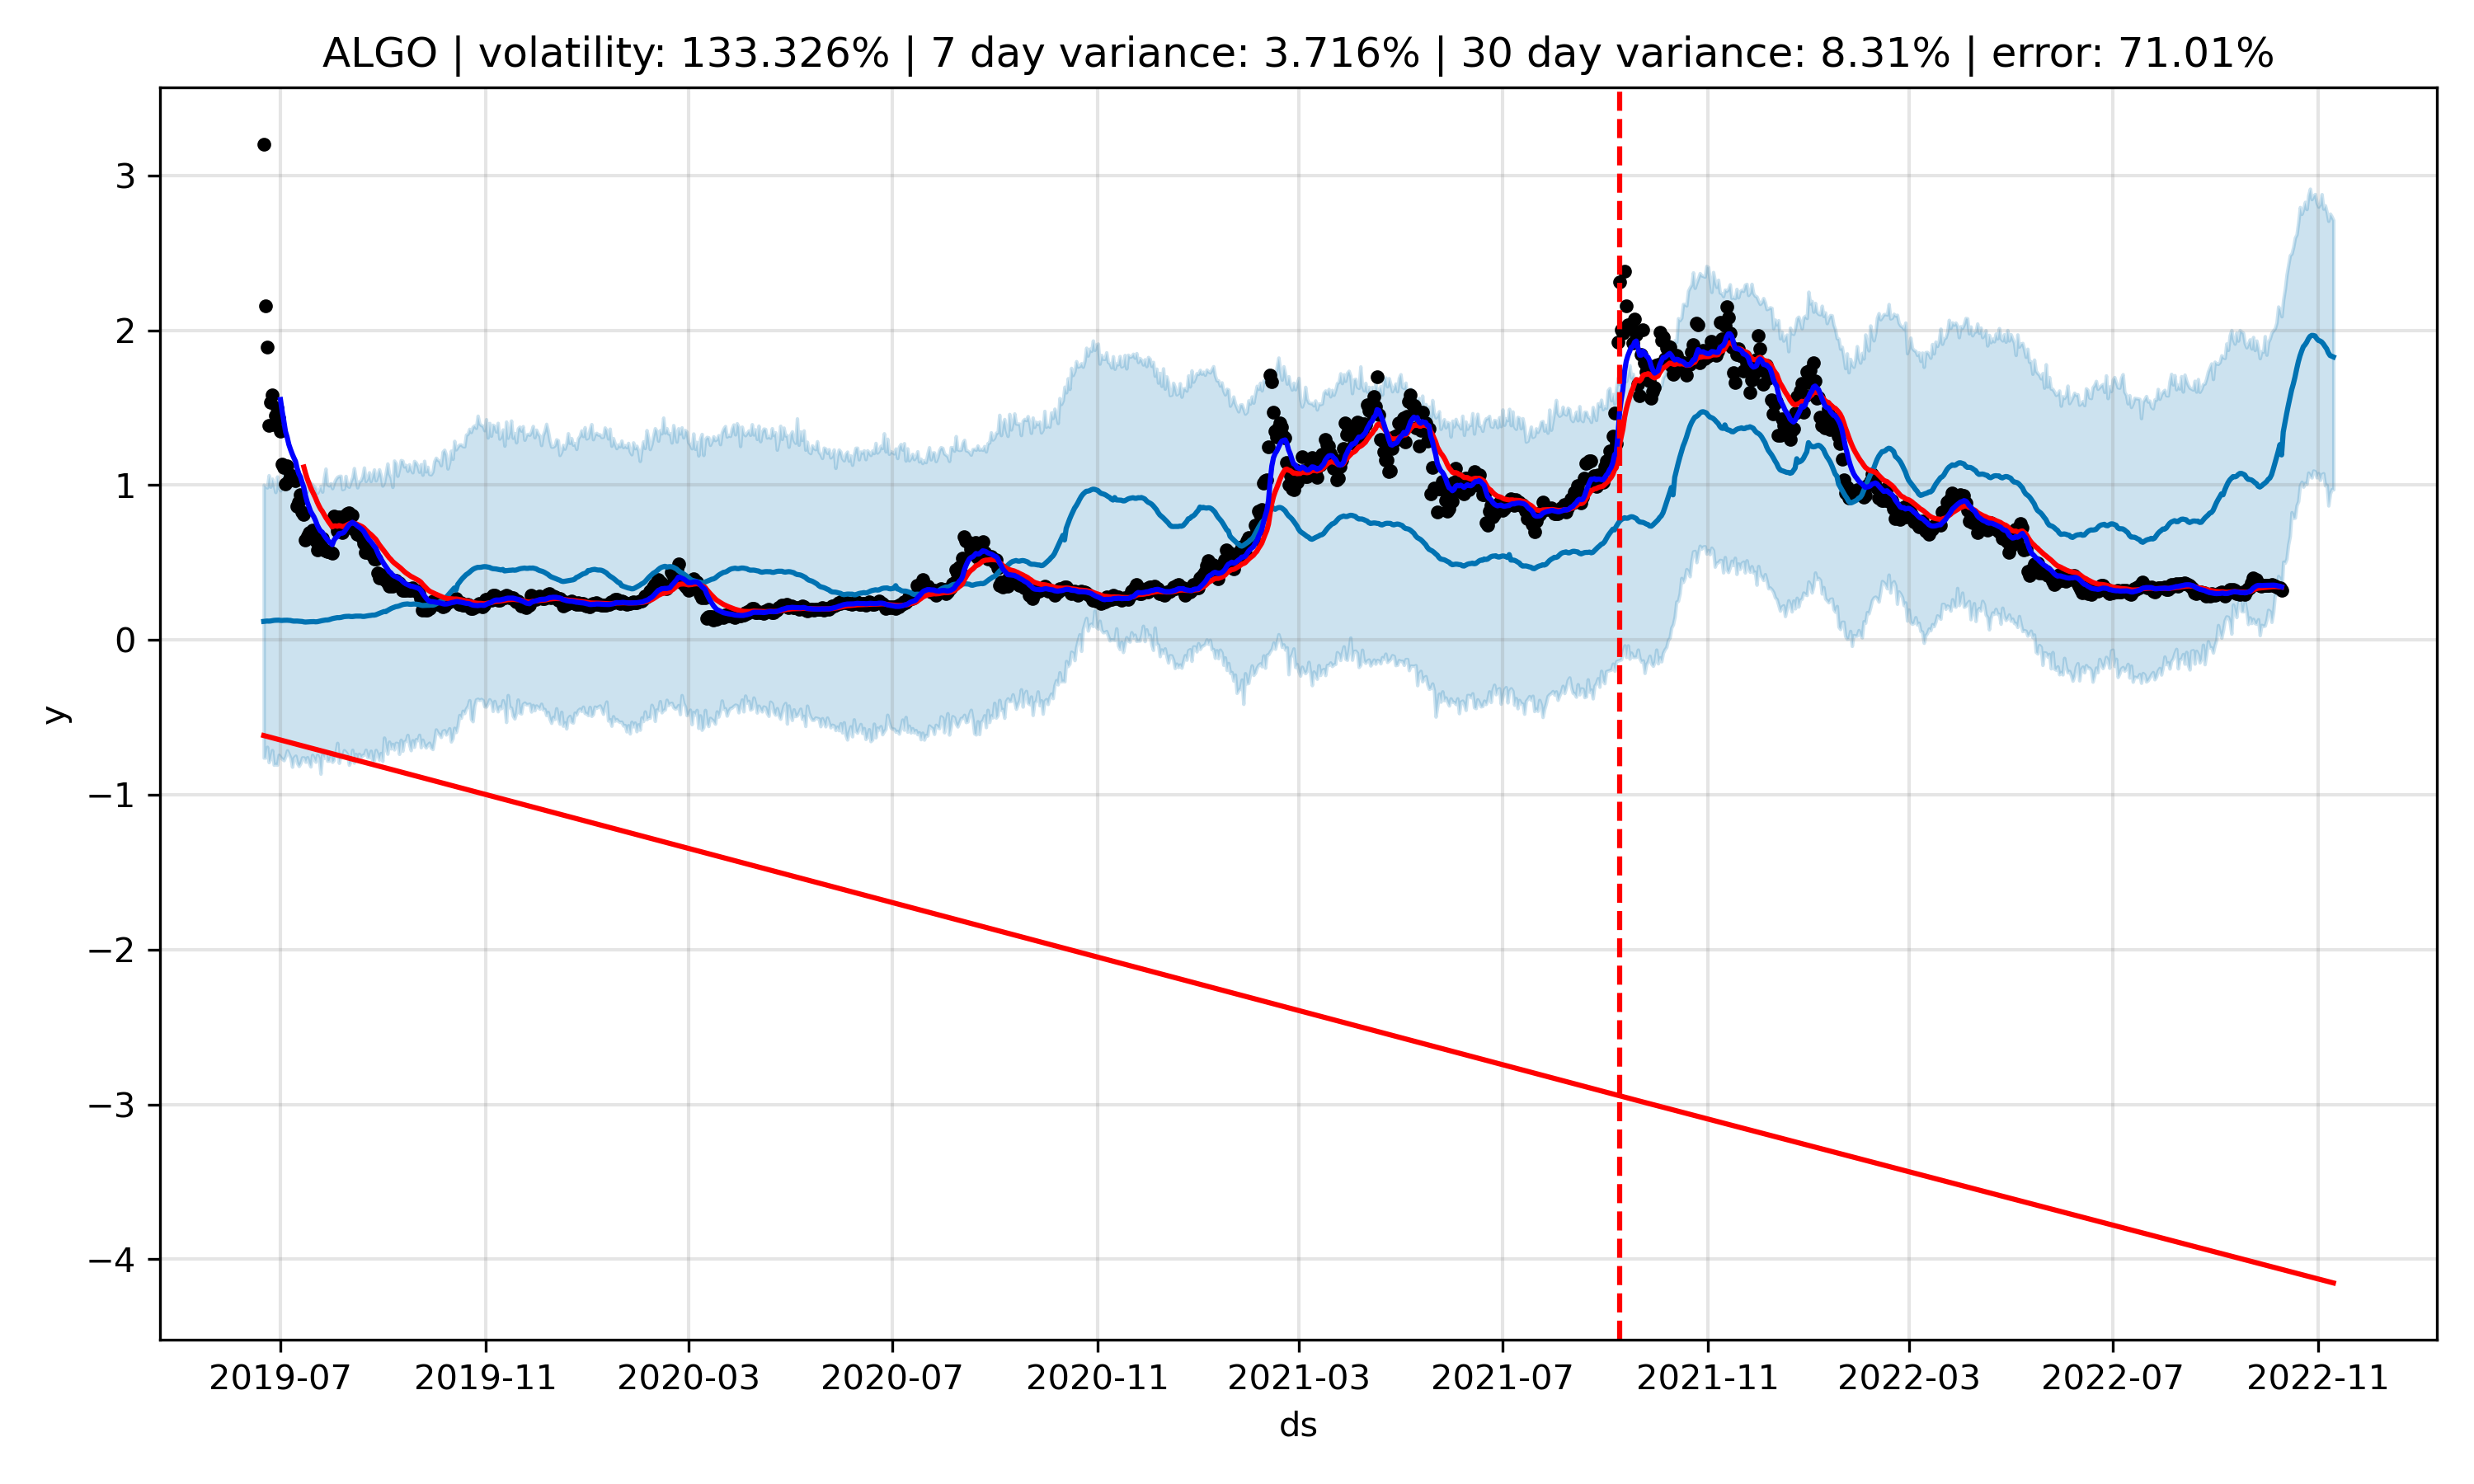 ALGO | volatility: 133.326% | 7 day variance: 3.716% | 30 day variance: 8.31% | error: 71.01%
3
2
1
0
−1
−2
−3
−4
y
2019-07 2019-11 2020-03 2020-07 2020-11 2021-03 2021-07 2021-11 2022-03 2022-07 2022-11
ds